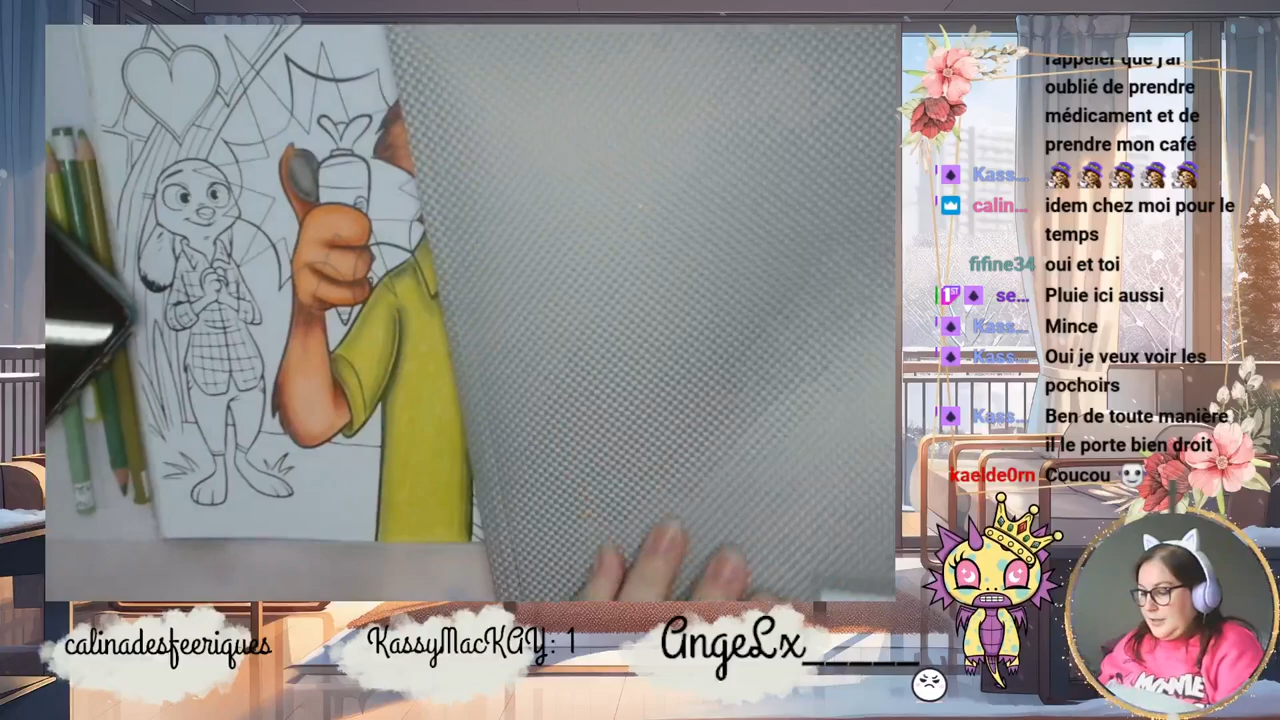 rappeler que j'ai
oublié de prendre
médicament et de
prendre mon café
Kass...
calin... idem chez moi pour le
temps
fifine34 oui et toi
se... Pluie ici aussi
Kass... Mince
Kass... Oui je veux voir les
pochoirs
Kass... Ben de toute manière
il le porte bien droit
kaelde0rn Coucou
calinadesfeeriques
KassyMacKAY: 1
AngeLx_____